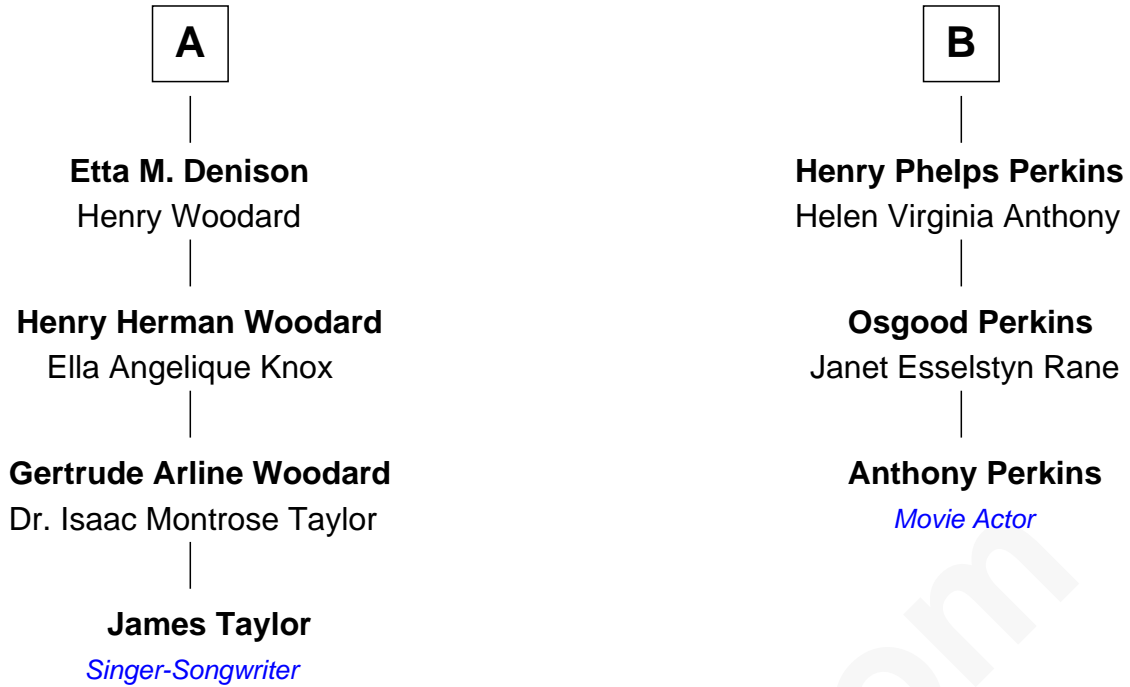 A
Etta M. Denison
Henry Woodard
Henry Herman Woodard
Ella Angelique Knox
Gertrude Arline Woodard
Dr. Isaac Montrose Taylor
James Taylor
Singer-Songwriter
B
Henry Phelps Perkins
Helen Virginia Anthony
Osgood Perkins
Janet Esselstyn Rane
Anthony Perkins
Movie Actor
om